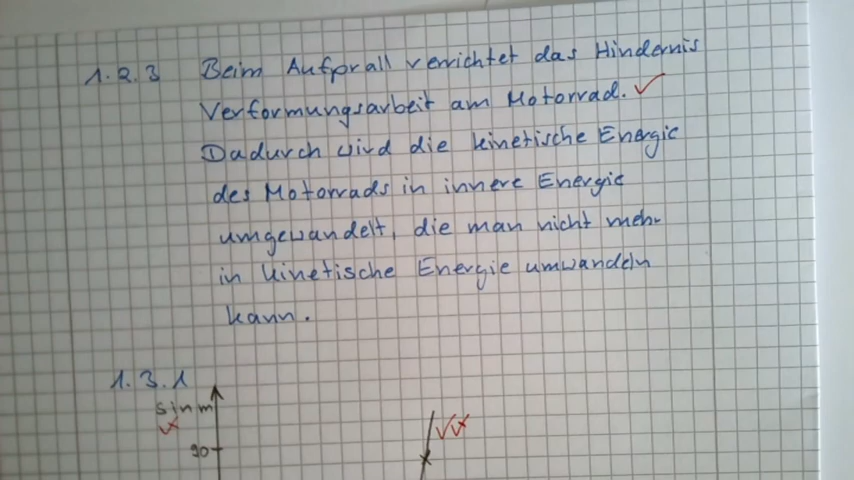 1.2.3 Beim Aufprall verrichtet das Hindernis
Verformungsarbeit am Motorrad.
Dadurch wird die kinetische Energie
des Motorrads in innere Energie
umgewandelt, die man nicht mehr
in kinetische Energie umwandeln
kann.
1.3.1
s in m
90